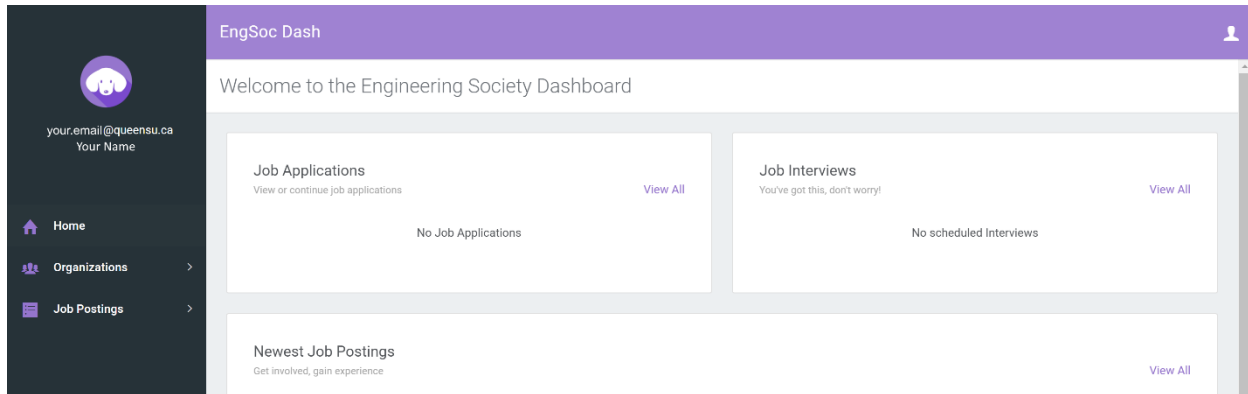 EngSoc Dash
your.email@queensu.ca
Your Name
Home
Organizations
Job Postings
Welcome to the Engineering Society Dashboard
Job Applications
View or continue job applications
View All
No Job Applications
Job Interviews
You've got this, don't worry!
View All
No scheduled Interviews
Newest Job Postings
Get involved, gain experience
View All